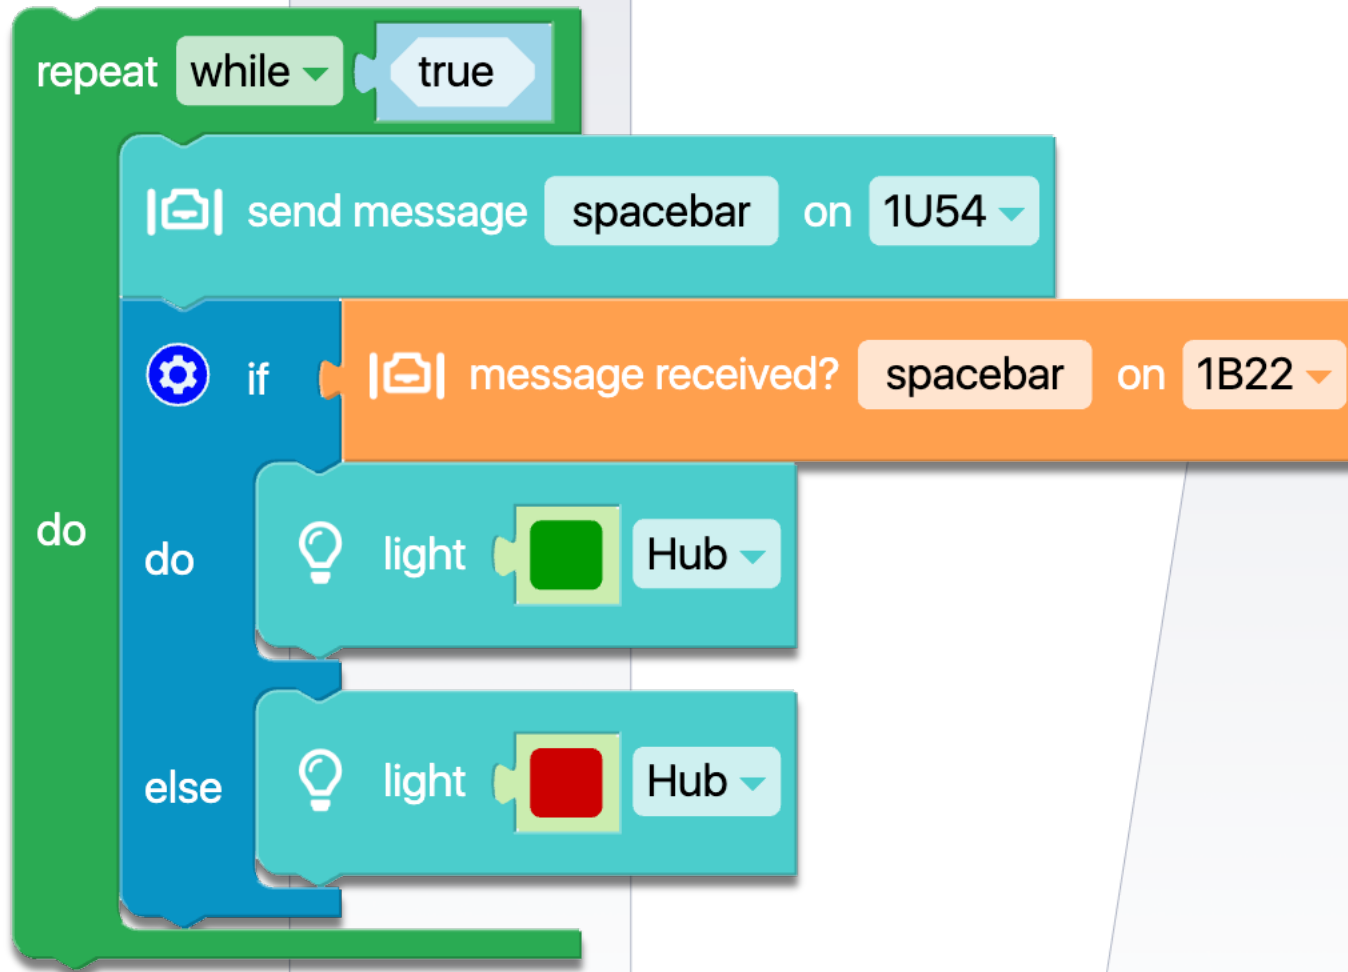 repeat while true
send message spacebar on 1U54
if message received? spacebar on 1B22
do
do light Hub
else light Hub